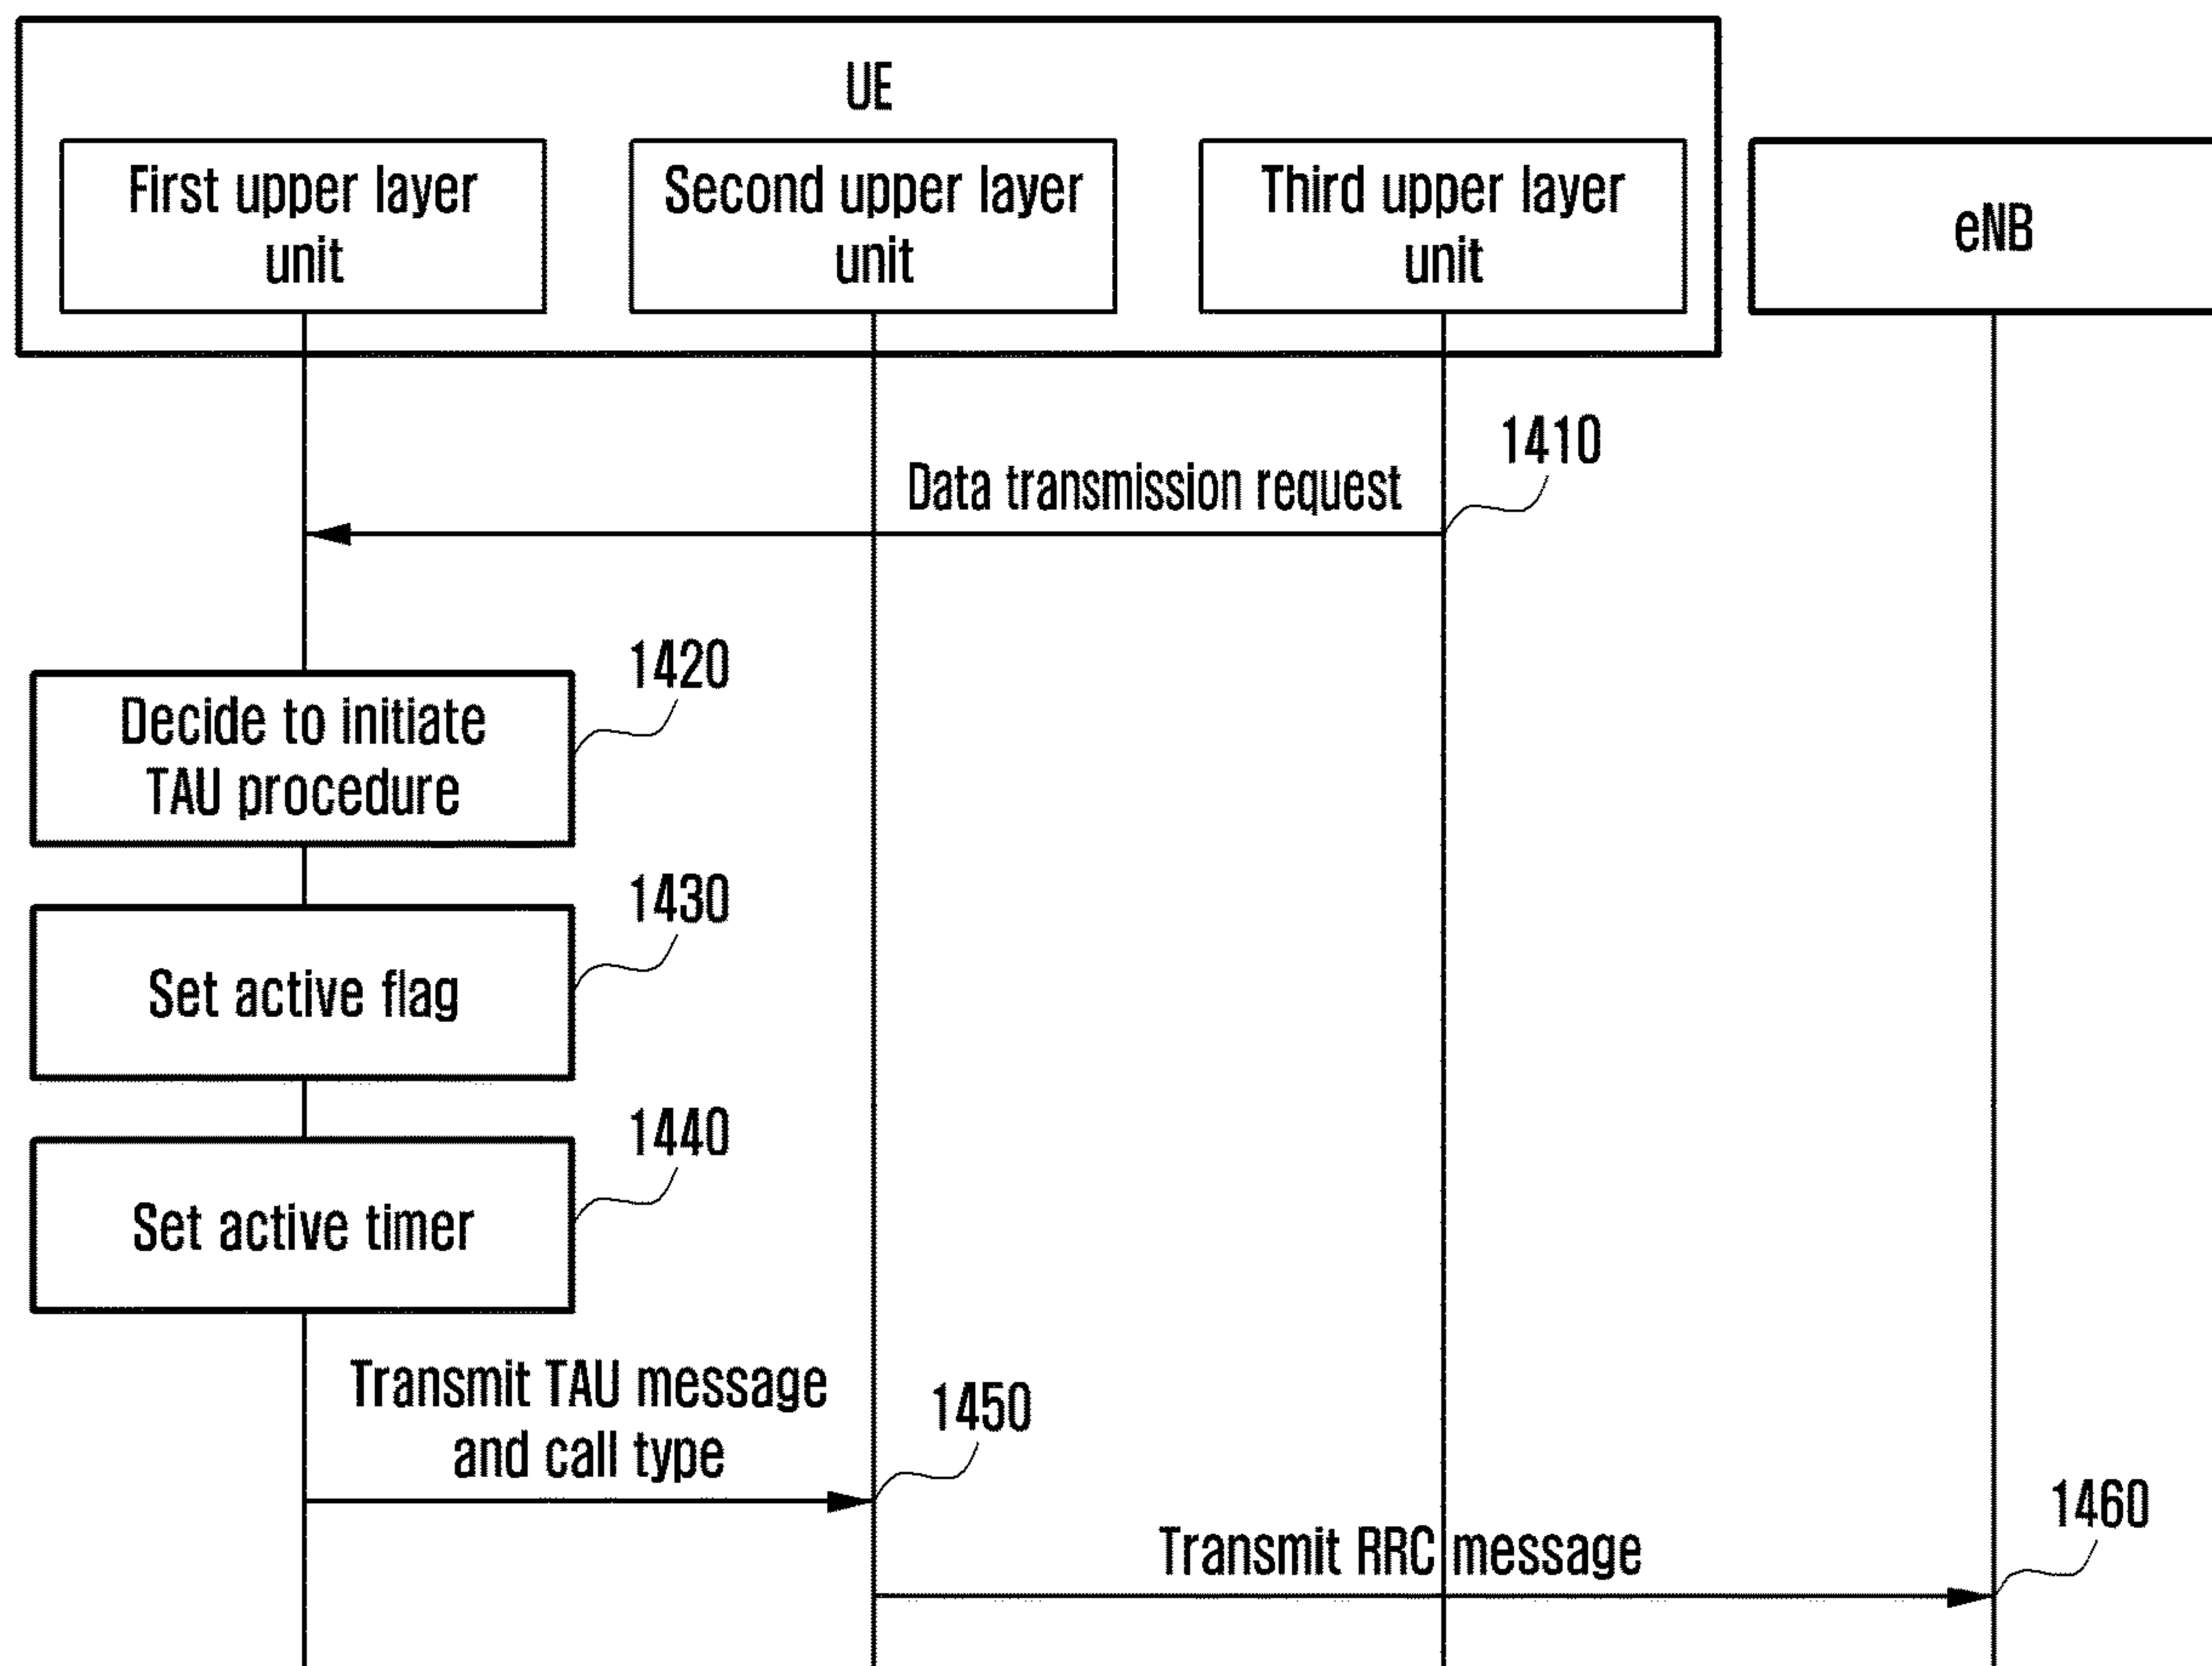 UE
First upper layer
unit
Second upper layer
unit
Third upper layer
unit
eNB
1410
Data transmission request
1420
Decide to initiate
TAU procedure
1430
Set active flag
1440
Set active timer
Transmit TAU message
and call type
1450
1460
Transmit RRC message